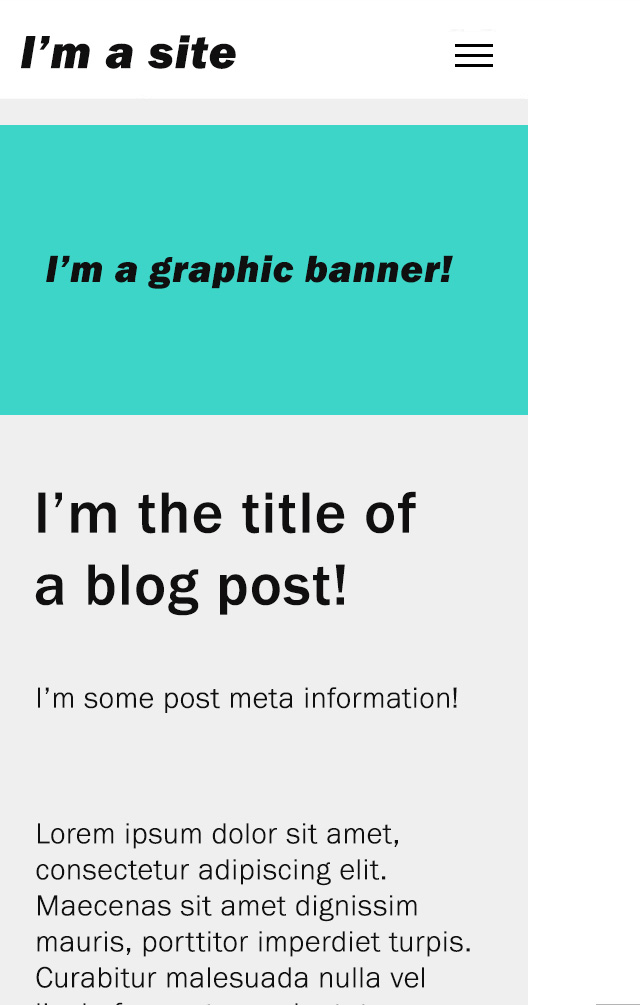 I’m a site
I’m a graphic banner!
I’m the title of
a blog post!
I’m some post meta information!
Lorem ipsum dolor sit amet,
consectetur adipiscing elit.
Maecenas sit amet dignissim
mauris, porttitor imperdiet turpis.
Curabitur malesuada nulla vel